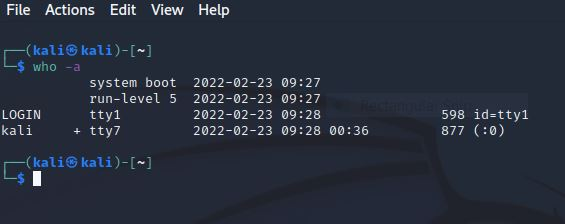 File Actions Edit View Help
┌──(kali㉿kali)-[~]
└─$ who -a
           system boot  2022-02-23 09:27
           run-level 5  2022-02-23 09:27
LOGIN      tty1         2022-02-23 09:28               598 id=tty1
kali     + tty7         2022-02-23 09:28 00:36         877 (:0)
┌──(kali㉿kali)-[~]
└─$